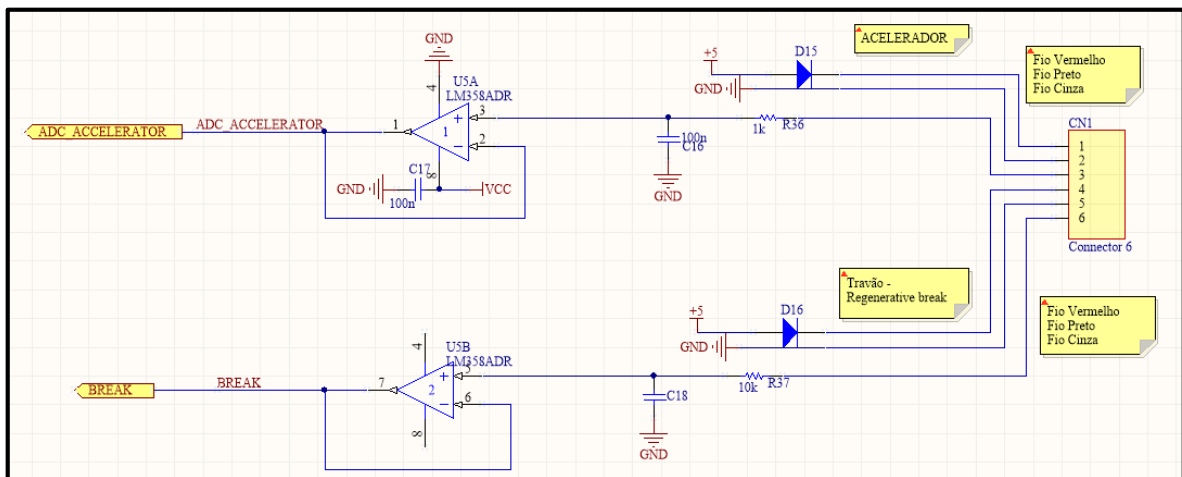 GND
4
U5A
LM358ADR
ADC_ACCELERATOR
ADC_ACCELERATOR
1
+
3
1
−
2
C17
8
GND
100n
VCC
100n
C16
GND
1k
R36
+5
D15
GND
ACELERADOR
Fio Vermelho
Fio Preto
Fio Cinza
CN1
1
2
3
4
5
6
Connector 6
Travão -
Regenerative break
+5
D16
GND
Fio Vermelho
Fio Preto
Fio Cinza
4
U5B
LM358ADR
BREAK
BREAK
7
+
5
2
−
6
8
C18
GND
10k
R37